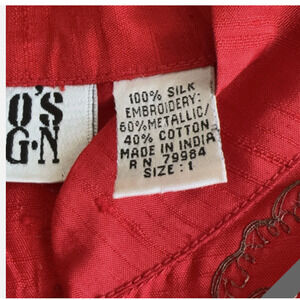 O'S
G·N
100% SILK
EMBROIDERY:
60% METALLIC/
40% COTTON
MADE IN INDIA
R N 79984
SIZE : 1